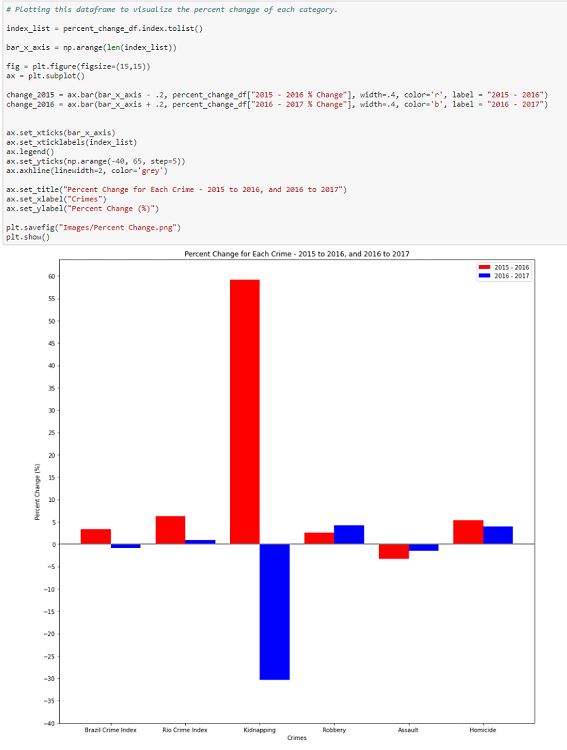 # Plotting this dataframe to visualize the percent changge of each category.
index_list = percent_change_df.index.tolist()
bar_x_axis = np.arange(len(index_list))
fig = plt.figure(figsize=(15,15))
ax = plt.subplot()
change_2015 = ax.bar(bar_x_axis - .2, percent_change_df["2015 - 2016 % Change"], width=.4, color='r', label = "2015 - 2016")
change_2016 = ax.bar(bar_x_axis + .2, percent_change_df["2016 - 2017 % Change"], width=.4, color='b', label = "2016 - 2017")
ax.set_xticks(bar_x_axis)
ax.set_xticklabels(index_list)
ax.legend()
ax.set_yticks(np.arange(-40, 65, step=5))
ax.axhline(linewidth=2, color='grey')
ax.set_title("Percent Change for Each Crime - 2015 to 2016, and 2016 to 2017")
ax.set_xlabel("Crimes")
ax.set_ylabel("Percent Change (%)")
plt.savefig("Images/Percent Change.png")
plt.show()
Percent Change for Each Crime - 2015 to 2016, and 2016 to 2017
2015 - 2016
2016 - 2017
60
55
50
45
40
35
30
25
20
15
10
5
0
−5
−10
−15
−20
−25
−30
−35
−40
Percent Change (%)
Brazil Crime Index
Rio Crime Index
Kidnapping
Robbery
Assault
Homicide
Crimes